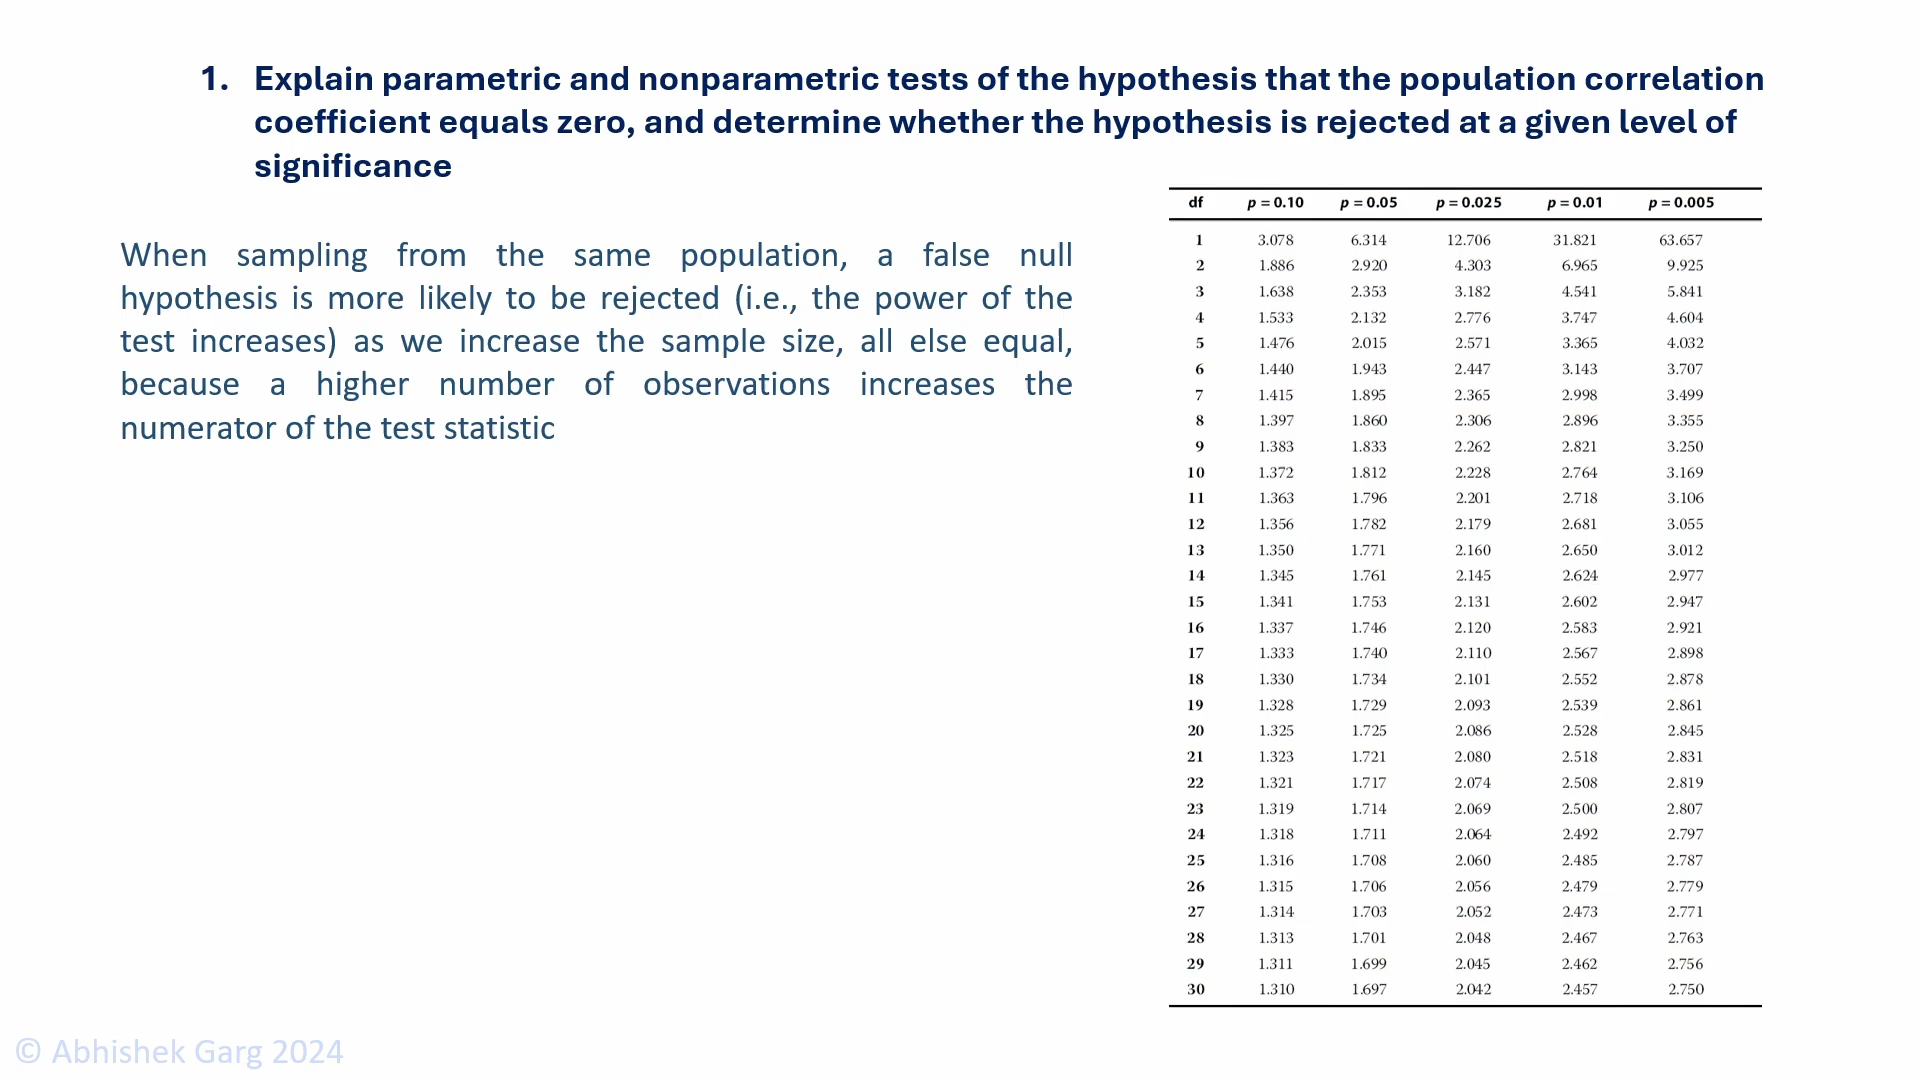 1. Explain parametric and nonparametric tests of the hypothesis that the population correlation
coefficient equals zero, and determine whether the hypothesis is rejected at a given level of
significance
When sampling from the same population, a false null
hypothesis is more likely to be rejected (i.e., the power of the
test increases) as we increase the sample size, all else equal,
because a higher number of observations increases the
numerator of the test statistic
df p = 0.10 p = 0.05 p = 0.025 p = 0.01 p = 0.005
1 3.078 6.314 12.706 31.821 63.657
2 1.886 2.920 4.303 6.965 9.925
3 1.638 2.353 3.182 4.541 5.841
4 1.533 2.132 2.776 3.747 4.604
5 1.476 2.015 2.571 3.365 4.032
6 1.440 1.943 2.447 3.143 3.707
7 1.415 1.895 2.365 2.998 3.499
8 1.397 1.860 2.306 2.896 3.355
9 1.383 1.833 2.262 2.821 3.250
10 1.372 1.812 2.228 2.764 3.169
11 1.363 1.796 2.201 2.718 3.106
12 1.356 1.782 2.179 2.681 3.055
13 1.350 1.771 2.160 2.650 3.012
14 1.345 1.761 2.145 2.624 2.977
15 1.341 1.753 2.131 2.602 2.947
16 1.337 1.746 2.120 2.583 2.921
17 1.333 1.740 2.110 2.567 2.898
18 1.330 1.734 2.101 2.552 2.878
19 1.328 1.729 2.093 2.539 2.861
20 1.325 1.725 2.086 2.528 2.845
21 1.323 1.721 2.080 2.518 2.831
22 1.321 1.717 2.074 2.508 2.819
23 1.319 1.714 2.069 2.500 2.807
24 1.318 1.711 2.064 2.492 2.797
25 1.316 1.708 2.060 2.485 2.787
26 1.315 1.706 2.056 2.479 2.779
27 1.314 1.703 2.052 2.473 2.771
28 1.313 1.701 2.048 2.467 2.763
29 1.311 1.699 2.045 2.462 2.756
30 1.310 1.697 2.042 2.457 2.750
© Abhishek Garg 2024